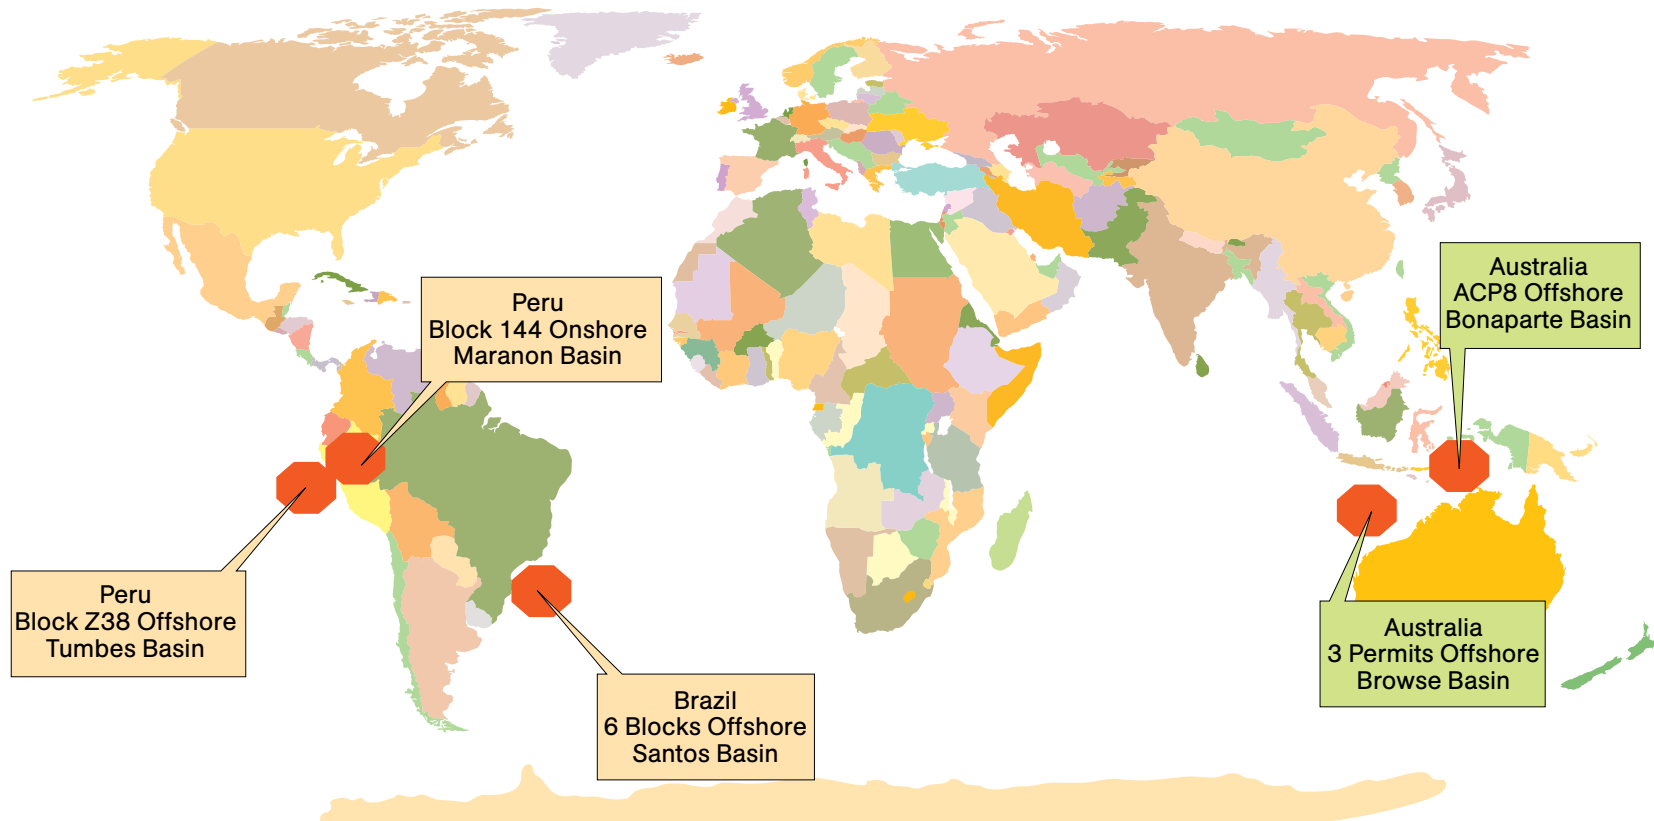 Peru
Block 144 Onshore
Maranon Basin
Australia
ACP8 Offshore
Bonaparte Basin
Peru
Block Z38 Offshore
Tumbes Basin
Brazil
6 Blocks Offshore
Santos Basin
Australia
3 Permits Offshore
Browse Basin